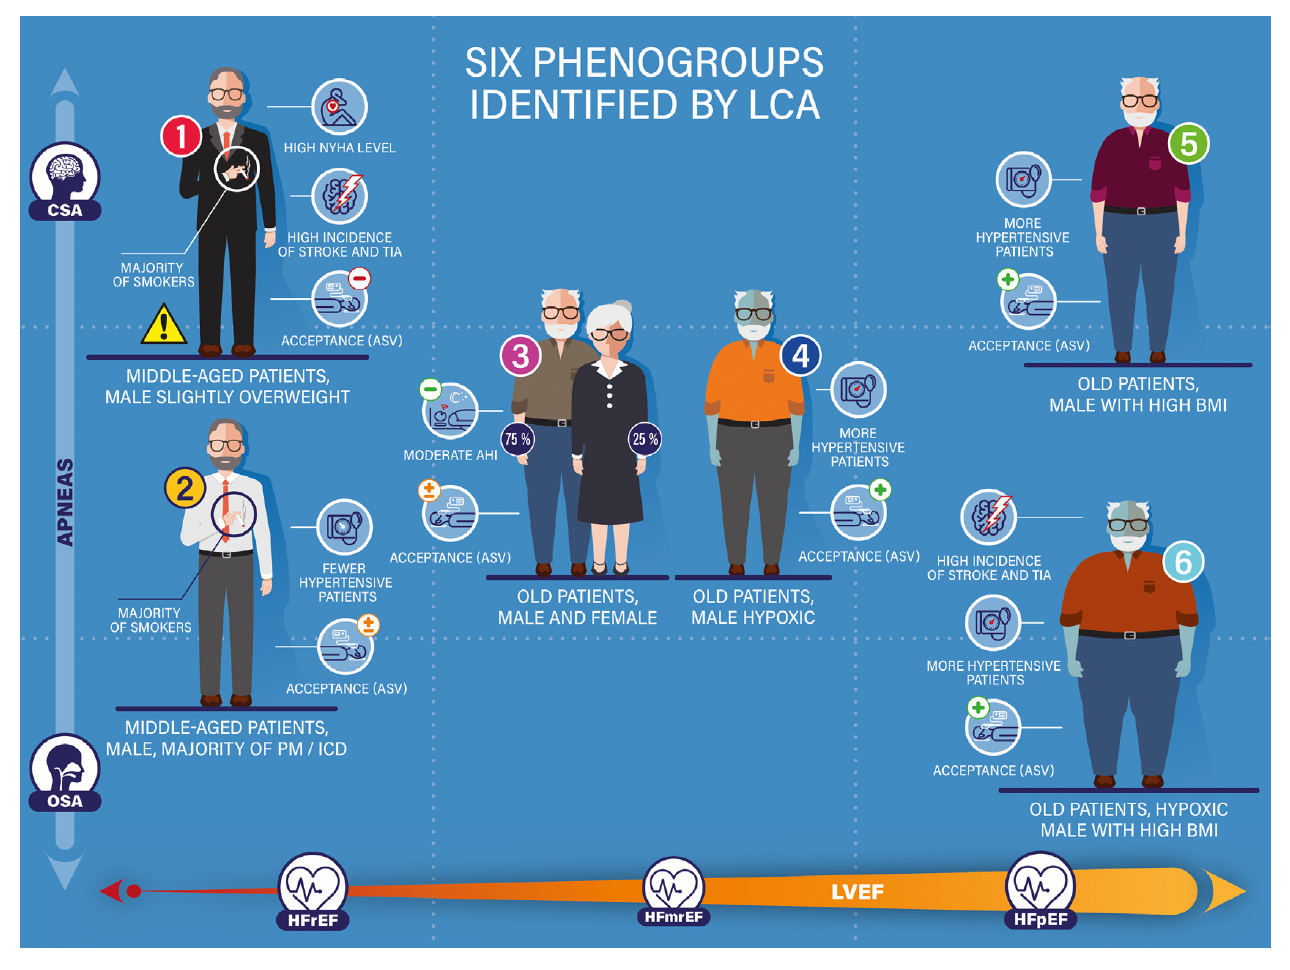 SIX PHENOGROUPS
IDENTIFIED BY LCA
CSA
APNEAS
OSA
1
HIGH NYHA LEVEL
HIGH INCIDENCE
OF STROKE AND TIA
MAJORITY
OF SMOKERS
ACCEPTANCE (ASV)
MIDDLE-AGED PATIENTS,
MALE SLIGHTLY OVERWEIGHT
2
FEWER
HYPERTENSIVE
PATIENTS
MAJORITY
OF SMOKERS
ACCEPTANCE (ASV)
MIDDLE-AGED PATIENTS,
MALE, MAJORITY OF PM / ICD
3
75 %
25 %
MODERATE AHI
ACCEPTANCE (ASV)
OLD PATIENTS,
MALE AND FEMALE
4
MORE
HYPERTENSIVE
PATIENTS
ACCEPTANCE (ASV)
OLD PATIENTS,
MALE HYPOXIC
5
MORE
HYPERTENSIVE
PATIENTS
ACCEPTANCE (ASV)
OLD PATIENTS,
MALE WITH HIGH BMI
6
HIGH INCIDENCE
OF STROKE AND TIA
MORE HYPERTENSIVE
PATIENTS
ACCEPTANCE (ASV)
OLD PATIENTS, HYPOXIC
MALE WITH HIGH BMI
HFrEF
HFmrEF
LVEF
HFpEF